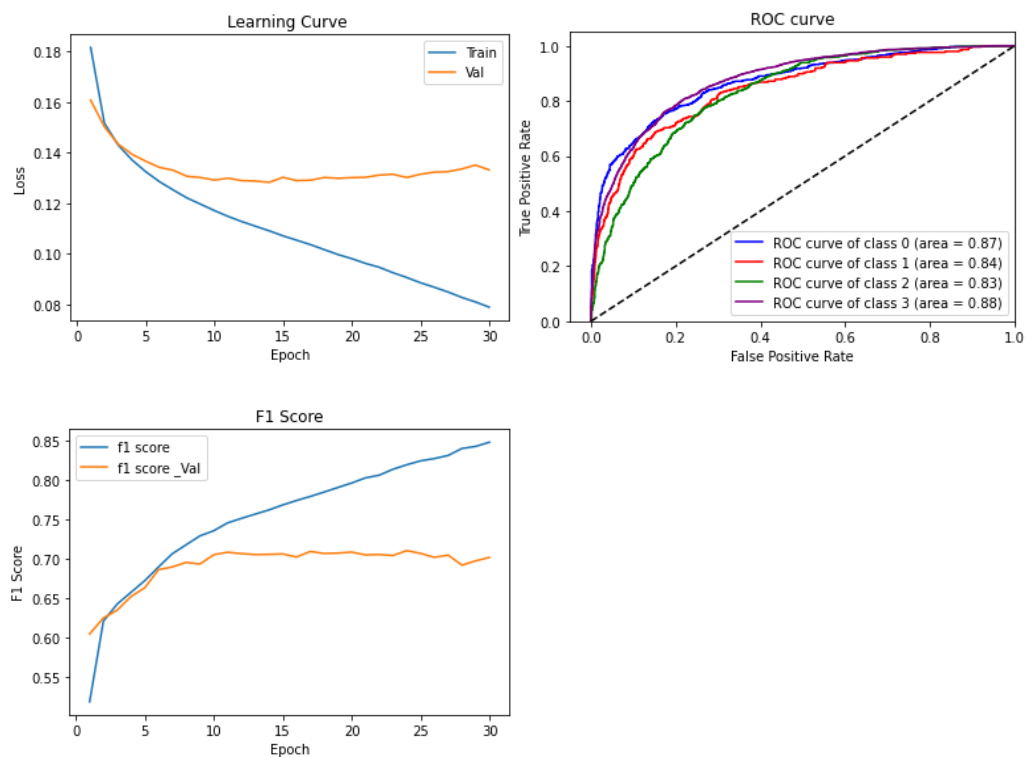 Learning Curve
0.18
0.16
0.14
0.12
0.10
0.08
Loss
Train
Val
0
5
10
15
20
25
30
Epoch
ROC curve
1.0
0.8
0.6
0.4
0.2
0.0
True Positive Rate
ROC curve of class 0 (area = 0.87)
ROC curve of class 1 (area = 0.84)
ROC curve of class 2 (area = 0.83)
ROC curve of class 3 (area = 0.88)
0.0
0.2
0.4
0.6
0.8
1.0
False Positive Rate
F1 Score
0.85
0.80
0.75
0.70
0.65
0.60
0.55
F1 Score
f1 score
f1 score _Val
0
5
10
15
20
25
30
Epoch